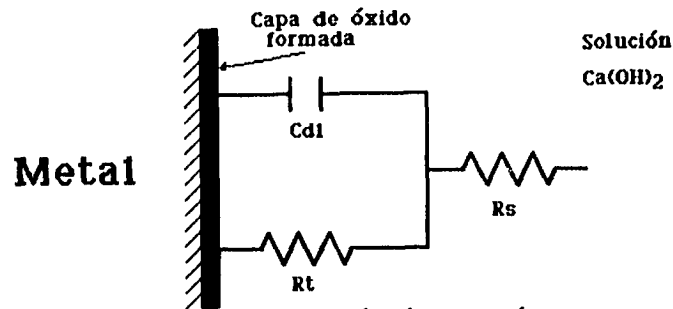 Capa de óxido
formada
Solución
Ca(OH)2
Cdl
Metal
Rs
Rt